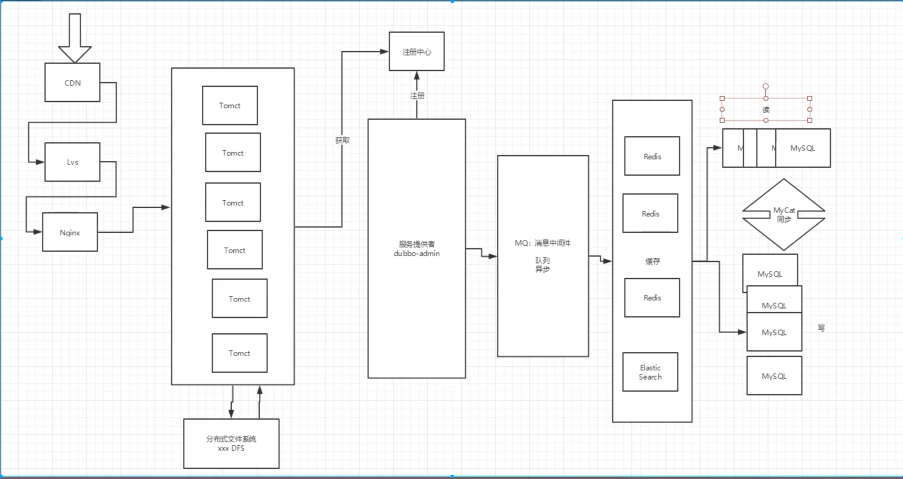 CDN
Lvs
Nginx
Tomct
Tomct
Tomct
Tomct
Tomct
Tomct
分布式文件系统
xxx DFS
获取
注册中心
注册
服务提供者
dubbo-admin
MQ：消息中间件
队列
异步
Redis
Redis
缓存
Redis
Elastic
Search
读
M
M
MySQL
MyCat
同步
MySQL
MySQL
MySQL
写
MySQL